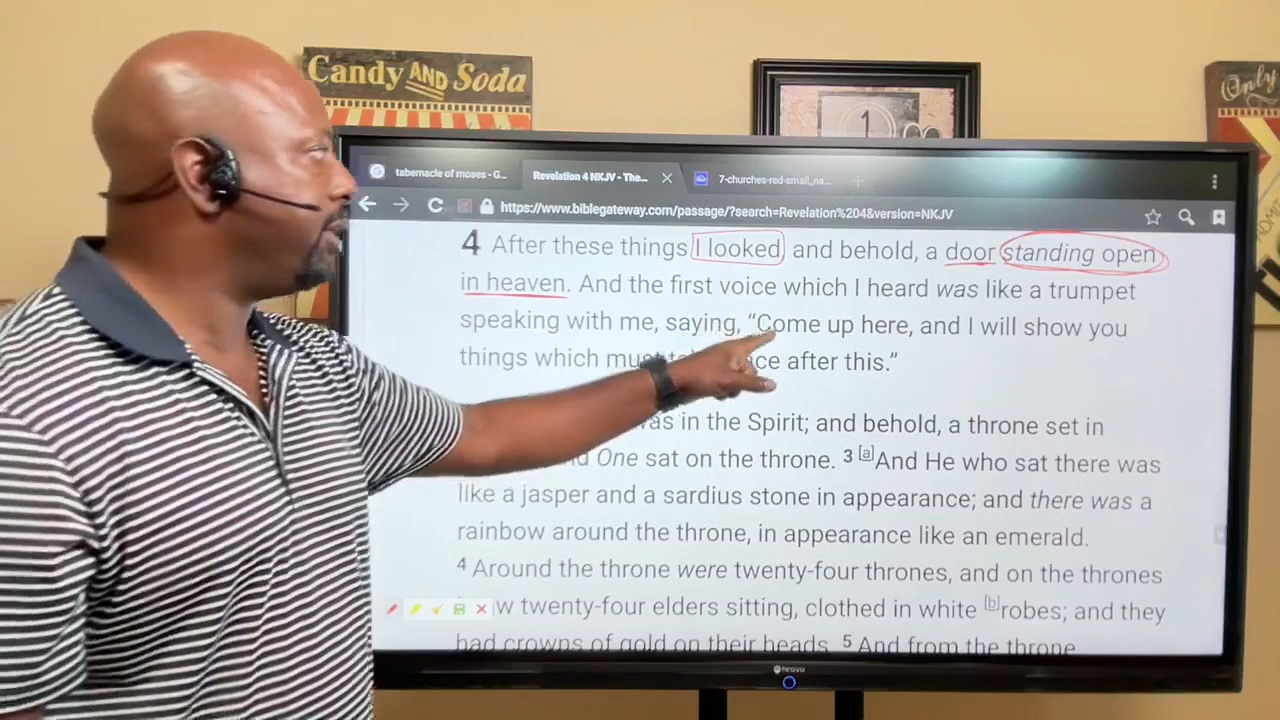 Candy AND Soda
1
Only
tabernacle of moses - G...
Revelation 4 NKJV - The...
7-churches-red-small_na...
https://www.biblegateway.com/passage/?search=Revelation%204&version=NKJV
4 After these things I looked, and behold, a door standing open
in heaven. And the first voice which I heard was like a trumpet
speaking with me, saying, “Come up here, and I will show you
things which must take place after this.”
was in the Spirit; and behold, a throne set in
One sat on the throne. 3 [a]And He who sat there was
like a jasper and a sardius stone in appearance; and there was a
rainbow around the throne, in appearance like an emerald.
4 Around the throne were twenty-four thrones, and on the thrones
twenty-four elders sitting, clothed in white [b]robes; and they
had crowns of gold on their heads. 5 And from the throne
neovo